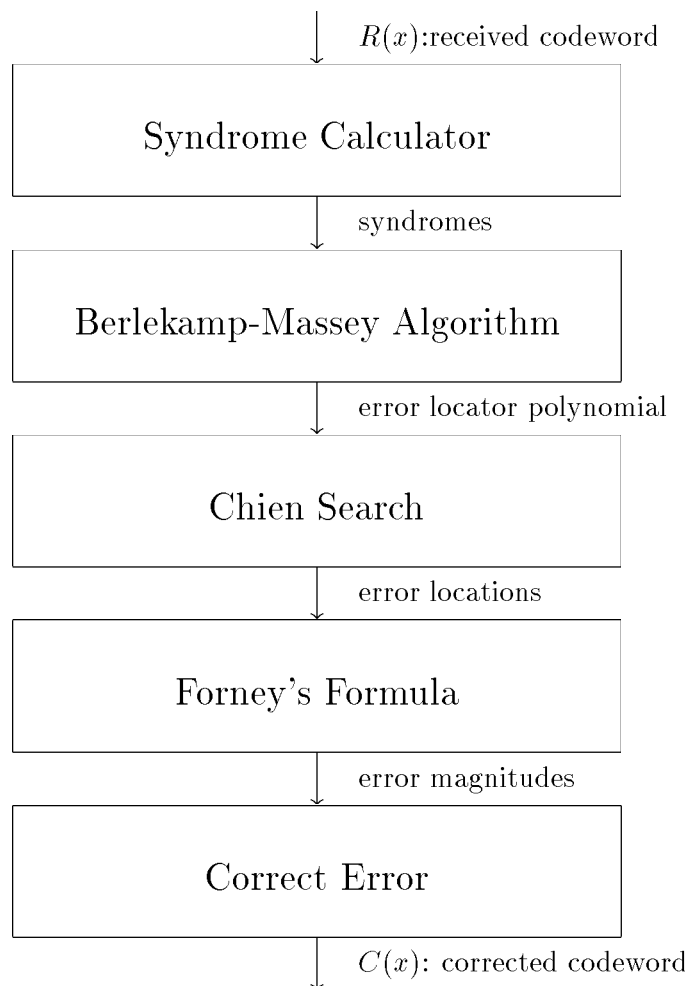 R(x):received codeword
Syndrome Calculator
syndromes
Berlekamp-Massey Algorithm
error locator polynomial
Chien Search
error locations
Forney's Formula
error magnitudes
Correct Error
C(x): corrected codeword